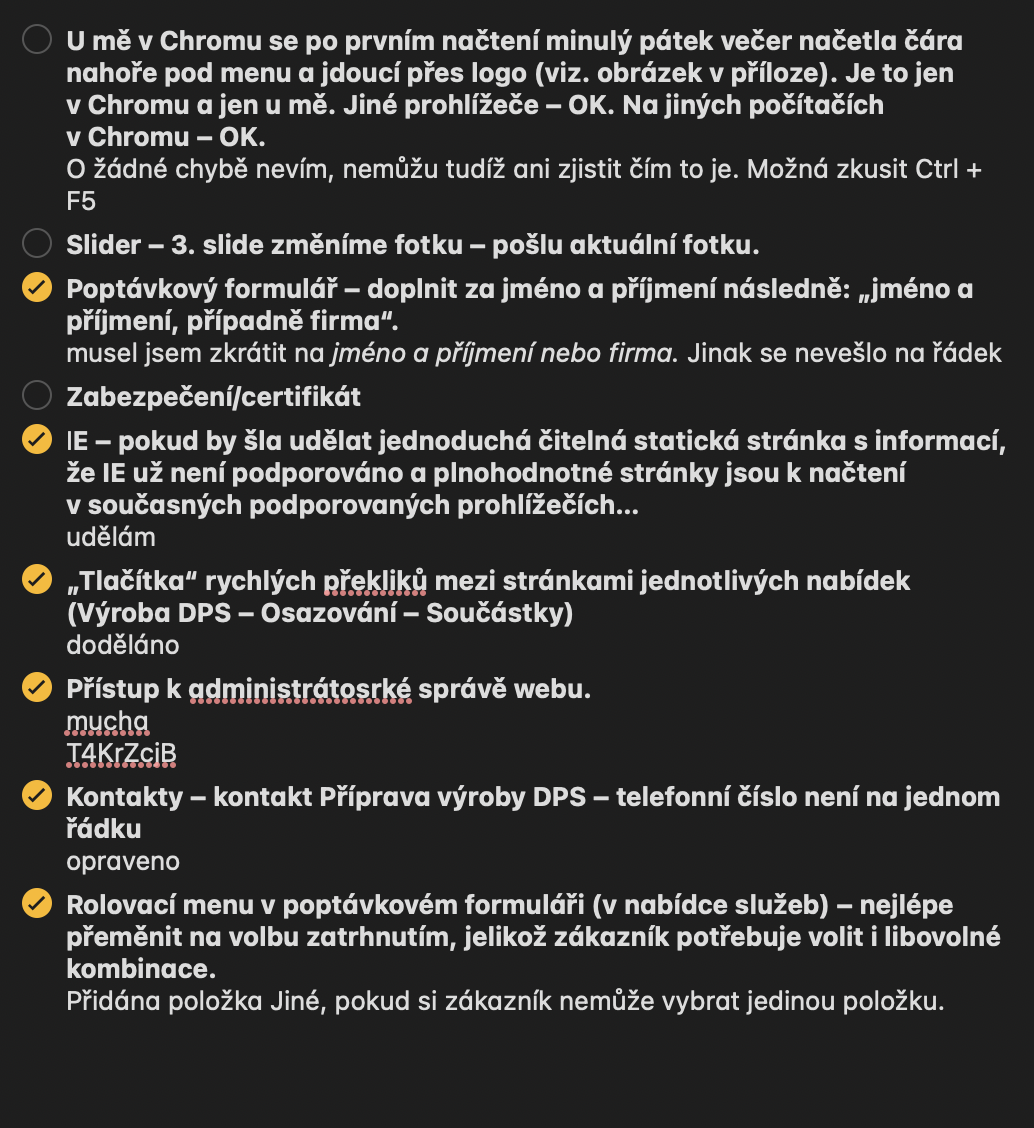 U mě v Chromu se po prvním načtení minulý pátek večer načetla čára
nahoře pod menu a jdoucí přes logo (viz. obrázek v příloze). Je to jen
v Chromu a jen u mě. Jiné prohlížeče – OK. Na jiných počítačích
v Chromu – OK.
O žádné chybě nevím, nemůžu tudíž ani zjistit čím to je. Možná zkusit Ctrl +
F5
Slider – 3. slide změníme fotku – pošlu aktuální fotku.
Poptávkový formulář – doplnit za jméno a příjmení následně: „jméno a
příjmení, případně firma“.
musel jsem zkrátit na jméno a příjmení nebo firma. Jinak se nevešlo na řádek
Zabezpečení/certifikát
IE – pokud by šla udělat jednoduchá čitelná statická stránka s informací,
že IE už není podporováno a plnohodnotné stránky jsou k načtení
v současných podporovaných prohlížečích...
udělám
„Tlačítka“ rychlých překliků mezi stránkami jednotlivých nabídek
(Výroba DPS – Osazování – Součástky)
doděláno
Přístup k administrátosrké správě webu.
mucha
T4KrZcjB
Kontakty – kontakt Příprava výroby DPS – telefonní číslo není na jednom
řádku
opraveno
Rolovací menu v poptávkovém formuláři (v nabídce služeb) – nejlépe
přeměnit na volbu zatrhnutím, jelikož zákazník potřebuje volit i libovolné
kombinace.
Přidána položka Jiné, pokud si zákazník nemůže vybrat jedinou položku.